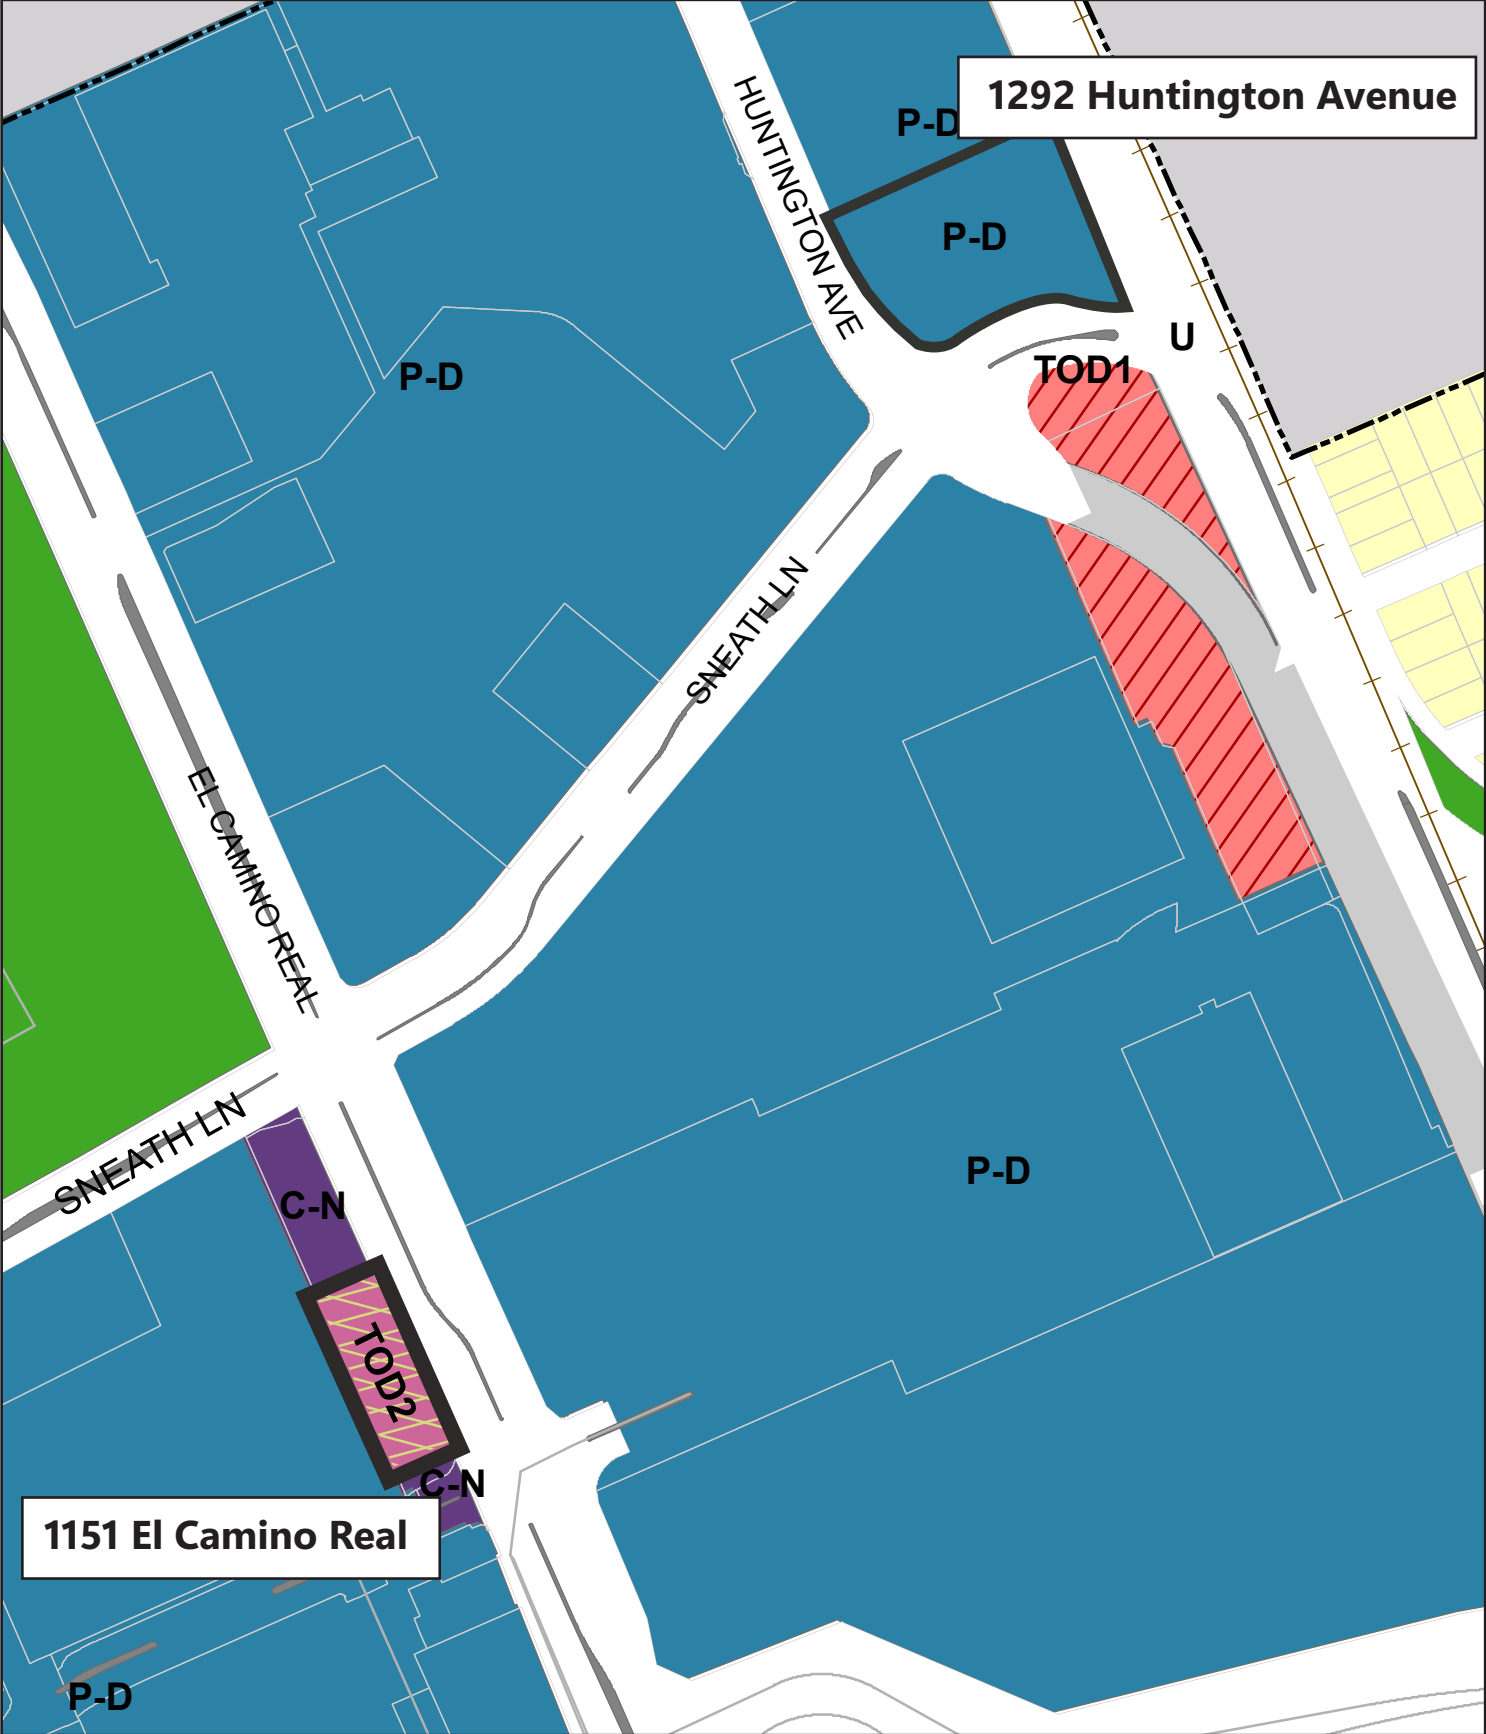 1292 Huntington Avenue
P-D
HUNTINGTON AVE
P-D
U
TOD1
P-D
SNEATH LN
EL CAMINO REAL
SNEATH LN
P-D
C-N
TOD2
C-N
1151 El Camino Real
P-D